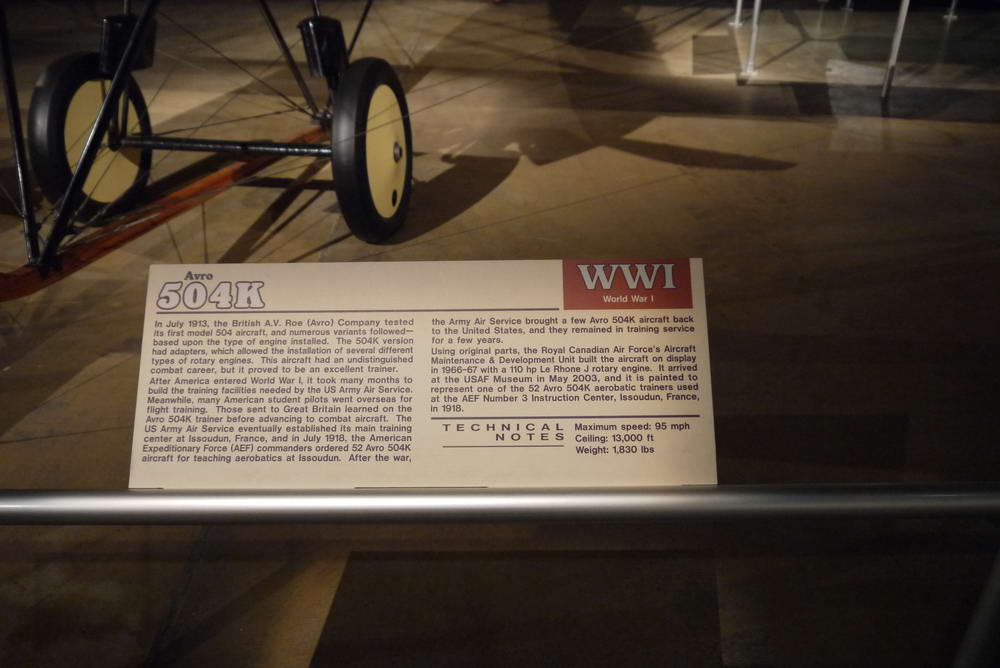 Avro
504K
WWI
World War I
In July 1913, the British A.V. Roe (Avro) Company tested
its first model 504 aircraft, and numerous variants followed—
based upon the type of engine installed. The 504K version
had adapters, which allowed the installation of several different
types of rotary engines. This aircraft had an undistinguished
combat career, but it proved to be an excellent trainer.
After America entered World War I, it took many months to
build the training facilities needed by the US Army Air Service.
Meanwhile, many American student pilots went overseas for
flight training. Those sent to Great Britain learned on the
Avro 504K trainer before advancing to combat aircraft. The
US Army Air Service eventually established its main training
center at Issoudun, France, and in July 1918, the American
Expeditionary Force (AEF) commanders ordered 52 Avro 504K
aircraft for teaching aerobatics at Issoudun. After the war,
the Army Air Service brought a few Avro 504K aircraft back
to the United States, and they remained in training service
for a few years.
Using original parts, the Royal Canadian Air Force's Aircraft
Maintenance & Development Unit built the aircraft on display
in 1966-67 with a 110 hp Le Rhone J rotary engine. It arrived
at the USAF Museum in May 2003, and it is painted to
represent one of the 52 Avro 504K aerobatic trainers used
at the AEF Number 3 Instruction Center, Issoudun, France,
in 1918.
TECHNICAL
NOTES
Maximum speed: 95 mph
Ceiling: 13,000 ft
Weight: 1,830 lbs